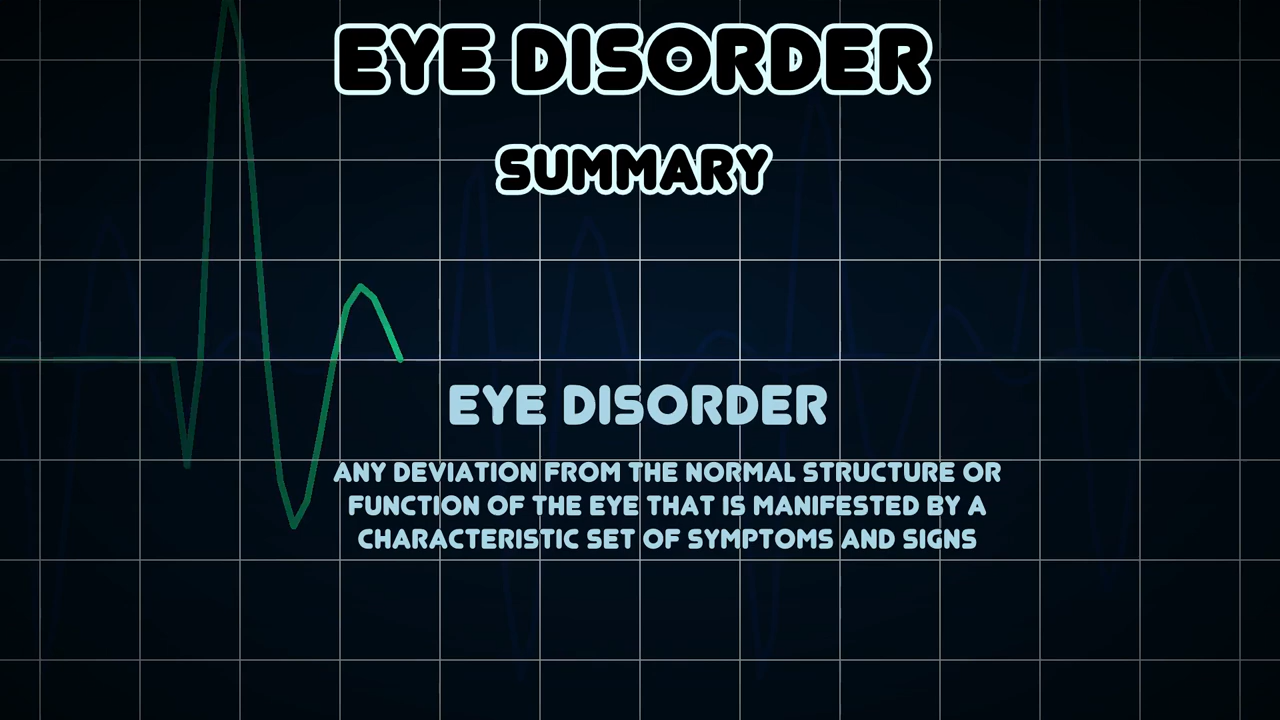 EYE DISORDER
SUMMARY
EYE DISORDER
ANY DEVIATION FROM THE NORMAL STRUCTURE OR
FUNCTION OF THE EYE THAT IS MANIFESTED BY A
CHARACTERISTIC SET OF SYMPTOMS AND SIGNS